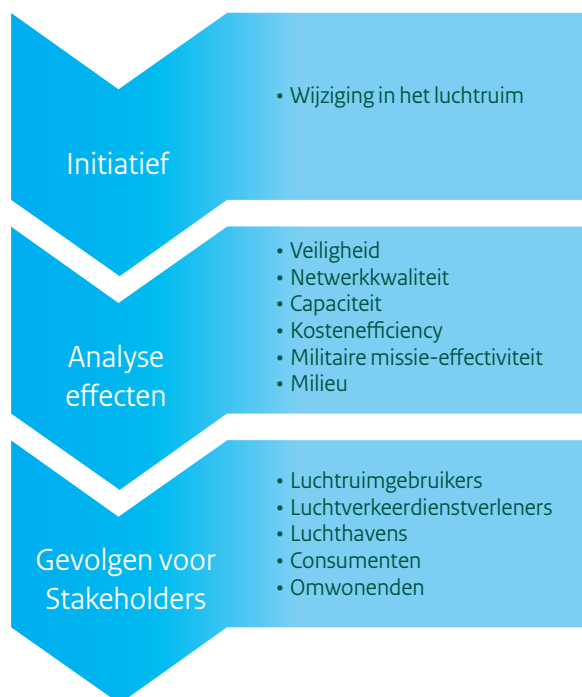 Initiatief
• Wijziging in het luchtruim
Analyse
effecten
• Veiligheid
• Netwerkkwaliteit
• Capaciteit
• Kostenefficiency
• Militaire missie-effectiviteit
• Milieu
Gevolgen voor
Stakeholders
• Luchtruimgebruikers
• Luchtverkeerdienstverleners
• Luchthavens
• Consumenten
• Omwonenden